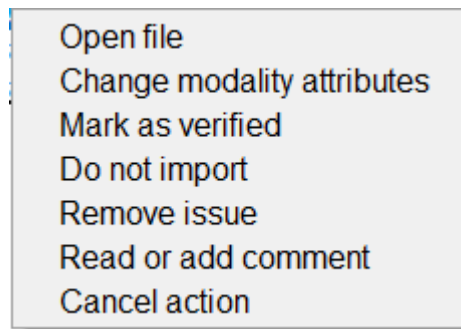 Open file
Change modality attributes
Mark as verified
Do not import
Remove issue
Read or add comment
Cancel action